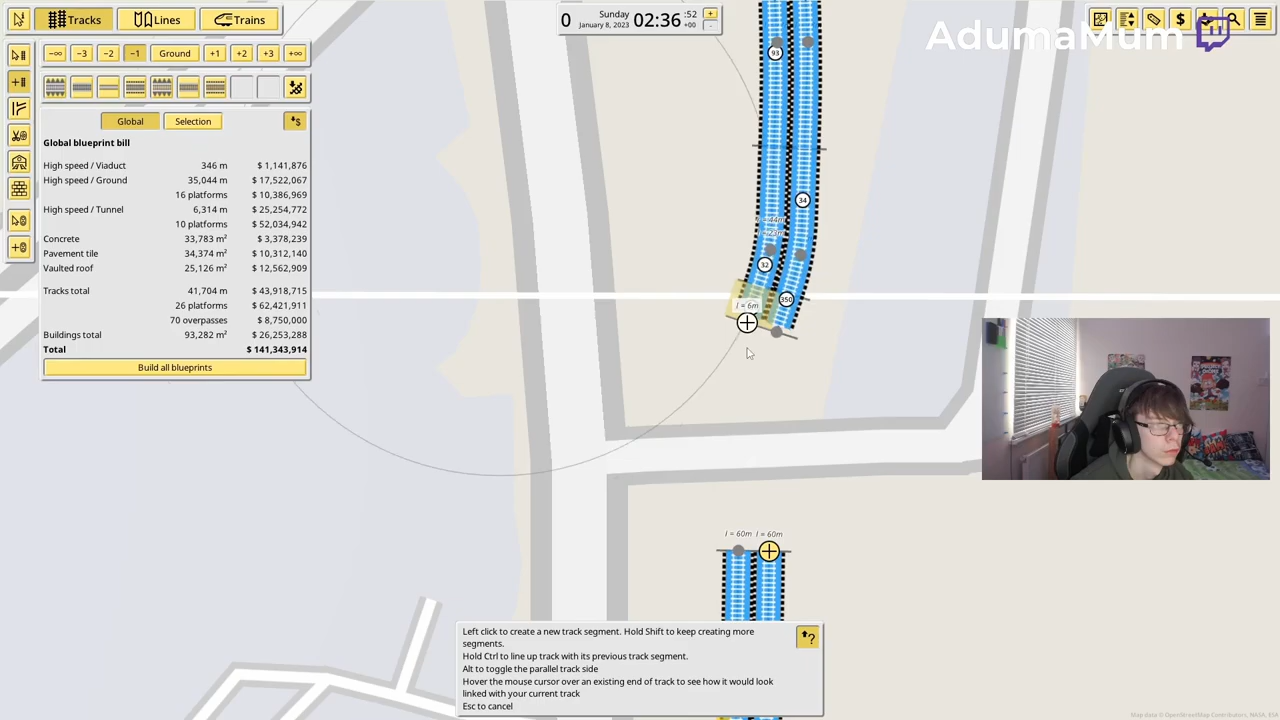 Tracks
Lines
Trains
0
Sunday
January 8, 2023
02:36
:52
+00
+
-
$
AdumaMum
−∞
−3
−2
−1
Ground
+1
+2
+3
+∞
Global
Selection
$
Global blueprint bill
High speed / Viaduct 346 m $ 1,141,876
High speed / Ground 35,044 m $ 17,522,067
16 platforms $ 10,386,969
High speed / Tunnel 6,314 m $ 25,254,772
10 platforms $ 52,034,942
Concrete 33,783 m² $ 3,378,239
Pavement tile 34,374 m² $ 10,312,140
Vaulted roof 25,126 m² $ 12,562,909
Tracks total 41,704 m $ 43,918,715
26 platforms $ 62,421,911
70 overpasses $ 8,750,000
Buildings total 93,282 m² $ 26,253,288
Total $ 141,343,914
Build all blueprints
93
34
32
350
l = 6m
l = 60m l = 60m
Left click to create a new track segment. Hold Shift to keep creating more
segments.
Hold Ctrl to line up track with its previous track segment.
Alt to toggle the parallel track side
Hover the mouse cursor over an existing end of track to see how it would look
linked with your current track
Esc to cancel
?
Map data © OpenStreetMap Contributors, NASA, ESA